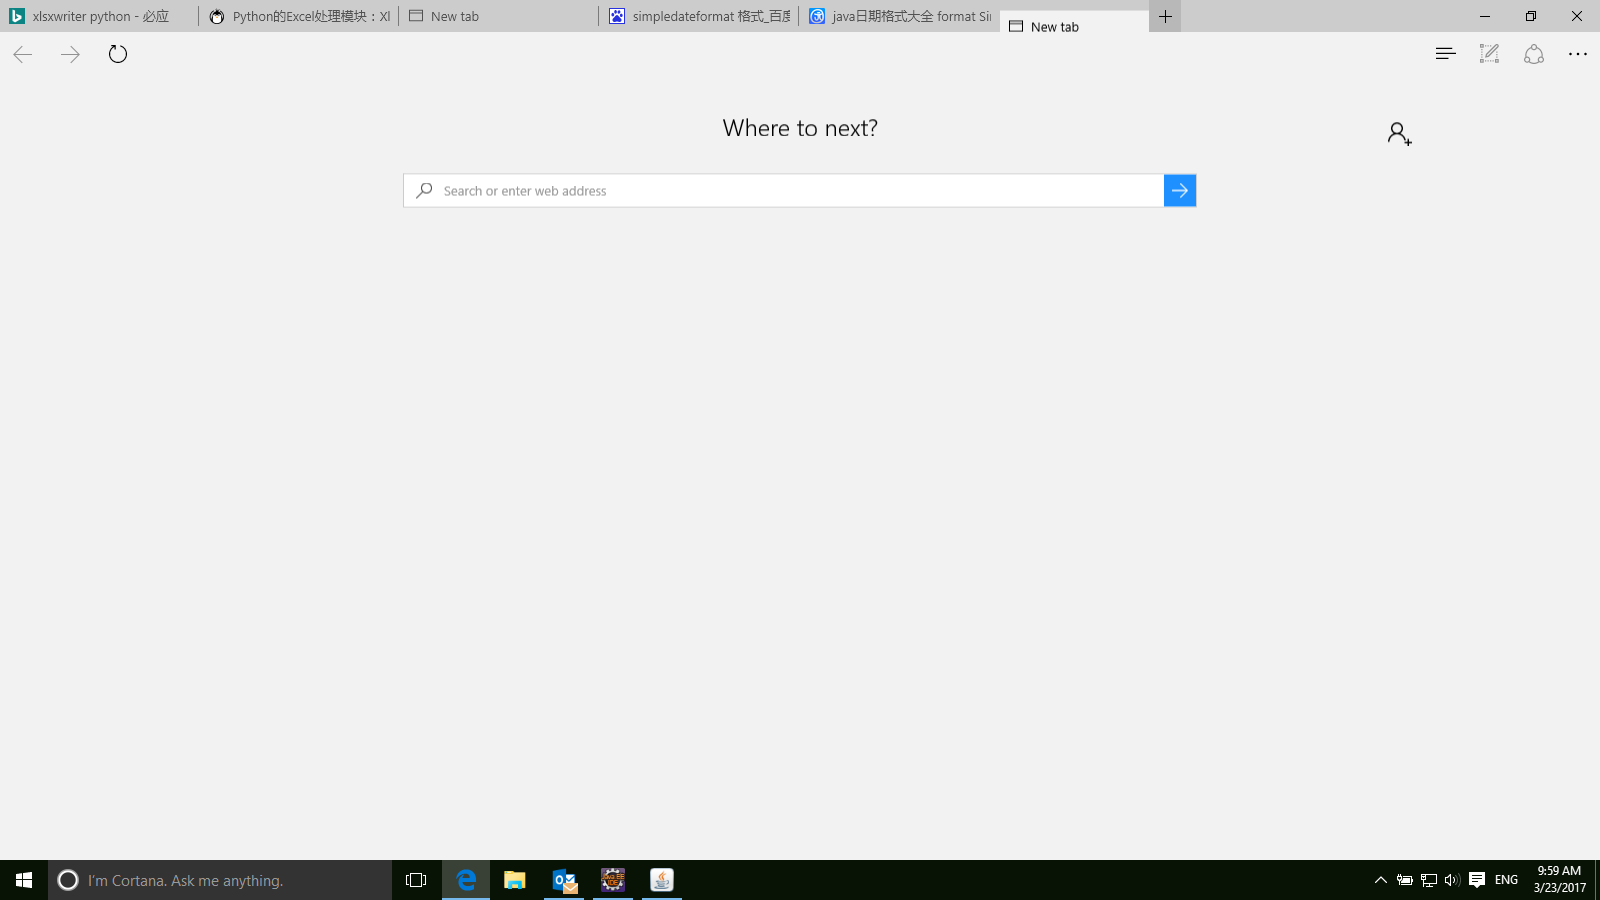 xlsxwriter python - 必应
Python的Excel处理模块：Xl
New tab
simpledateformat 格式_百度
java日期格式大全 format Si
New tab
Where to next?
Search or enter web address
I'm Cortana. Ask me anything.
ENG
9:59 AM
3/23/2017